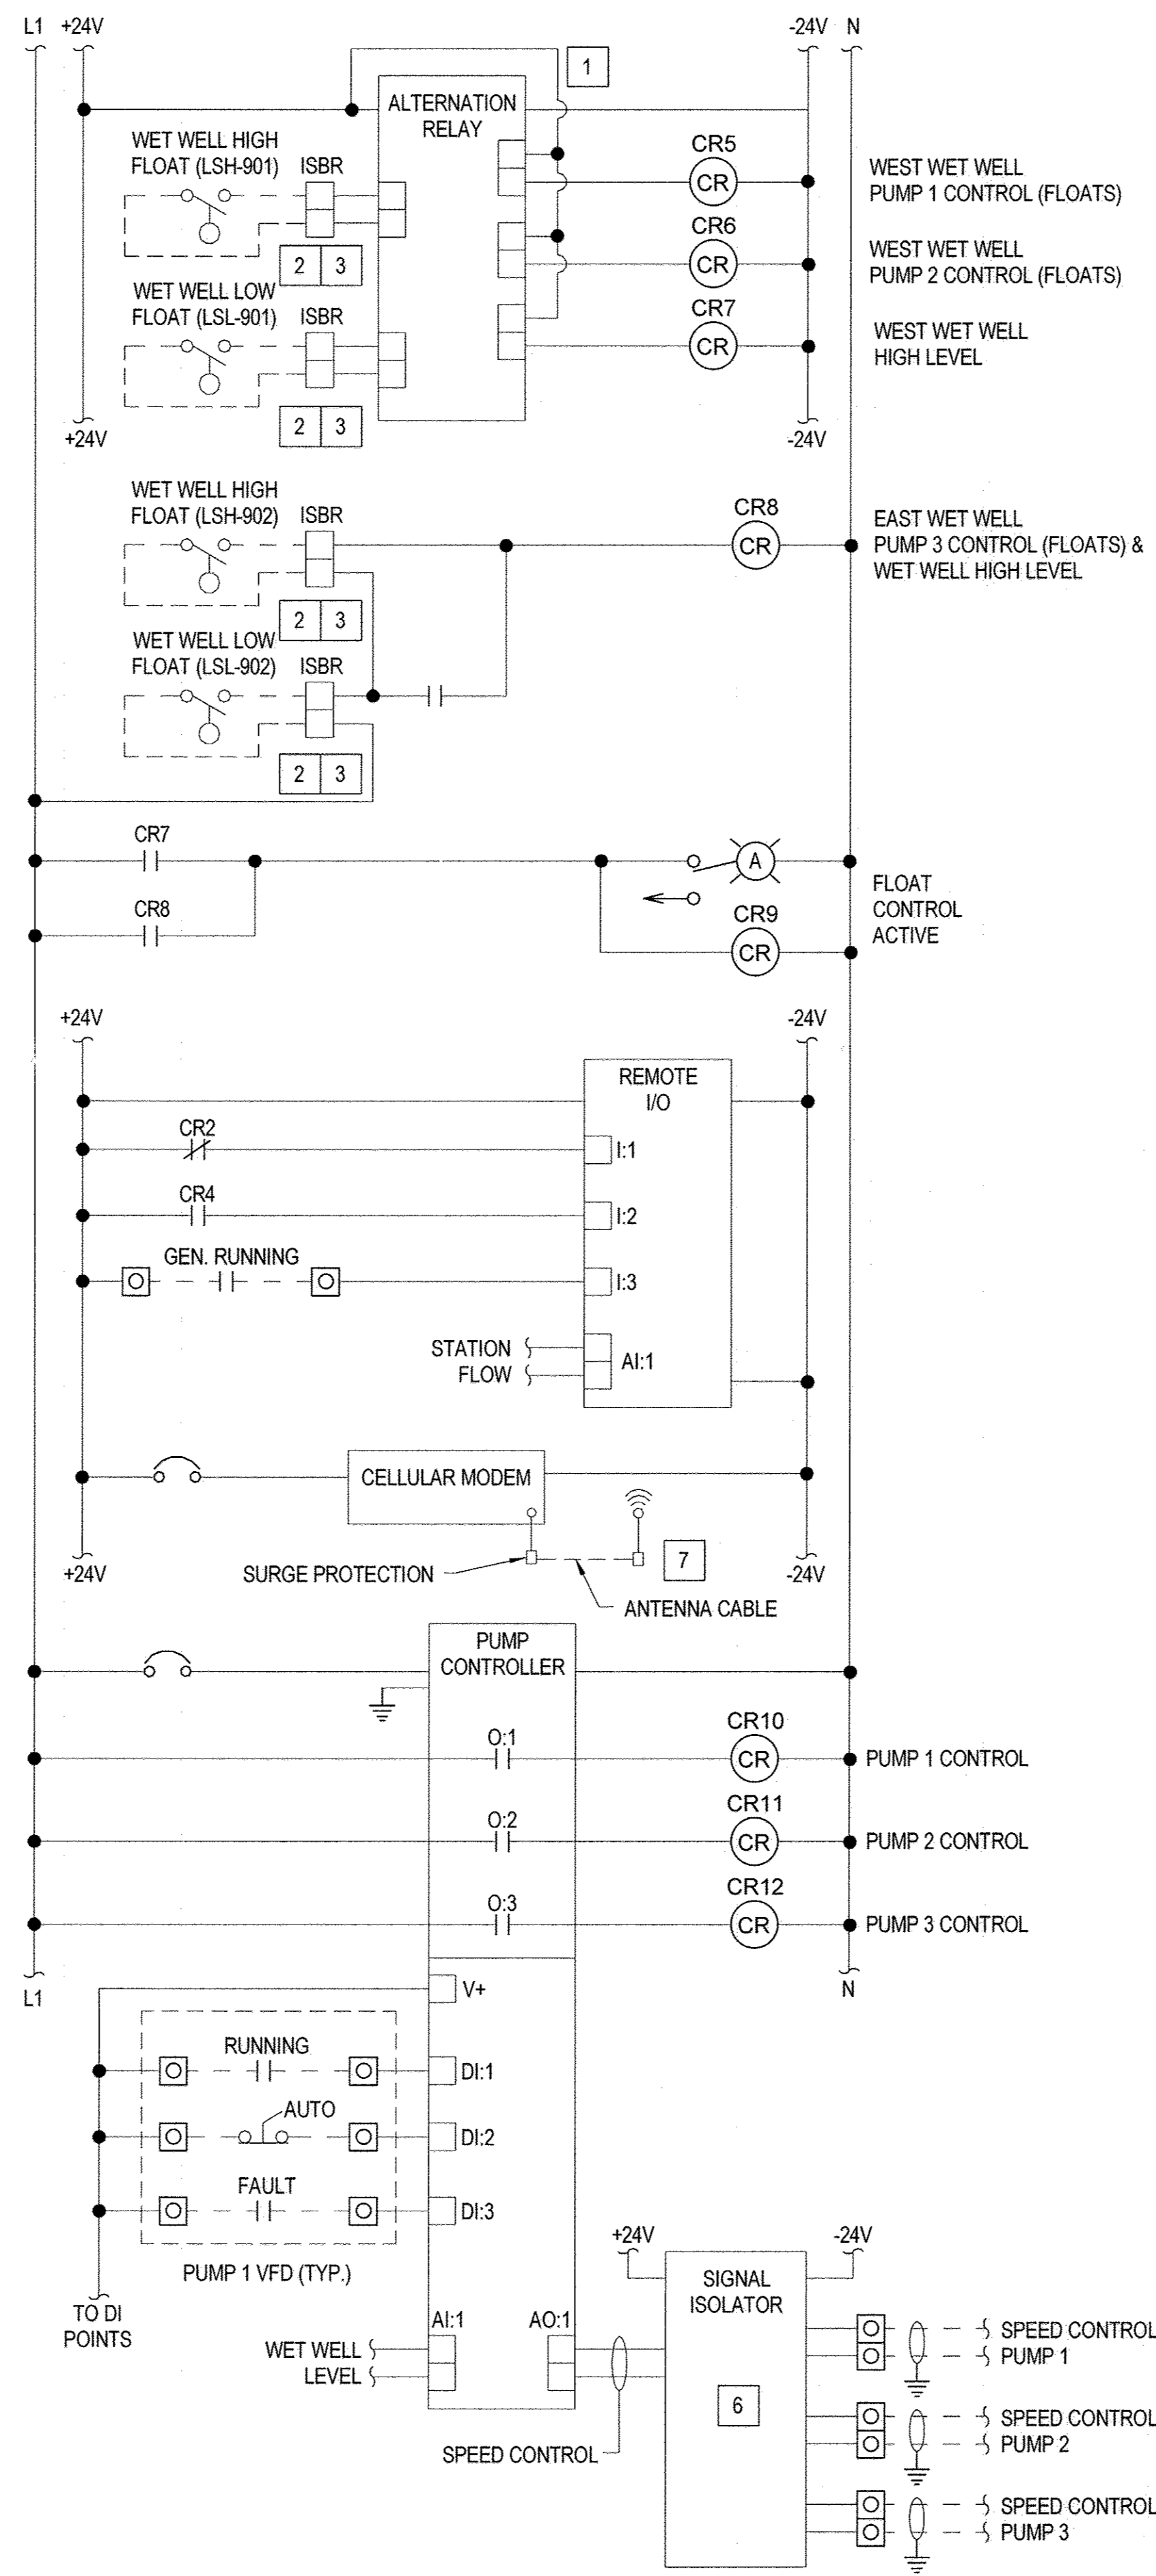 L1 +24V -24V N
1
ALTERNATION
RELAY
WET WELL HIGH
FLOAT (LSH-901) ISBR
CR5
CR
WEST WET WELL
PUMP 1 CONTROL (FLOATS)
2 3
CR6
CR
WEST WET WELL
PUMP 2 CONTROL (FLOATS)
WET WELL LOW
FLOAT (LSL-901) ISBR
CR7
CR
WEST WET WELL
HIGH LEVEL
2 3
+24V -24V
WET WELL HIGH
FLOAT (LSH-902) ISBR
CR8
CR
EAST WET WELL
PUMP 3 CONTROL (FLOATS) &
WET WELL HIGH LEVEL
2 3
WET WELL LOW
FLOAT (LSL-902) ISBR
2 3
CR7
A
CR8
CR9
CR
FLOAT
CONTROL
ACTIVE
+24V -24V
REMOTE
I/O
CR2
I:1
CR4
I:2
GEN. RUNNING
I:3
STATION
FLOW
AI:1
CELLULAR MODEM
SURGE PROTECTION
7
ANTENNA CABLE
+24V -24V
PUMP
CONTROLLER
O:1
CR10
CR
PUMP 1 CONTROL
O:2
CR11
CR
PUMP 2 CONTROL
O:3
CR12
CR
PUMP 3 CONTROL
L1 N
V+
RUNNING
DI:1
AUTO
DI:2
FAULT
DI:3
PUMP 1 VFD (TYP.)
TO DI
POINTS
AI:1 AO:1
WET WELL
LEVEL
SPEED CONTROL
+24V -24V
SIGNAL
ISOLATOR
6
SPEED CONTROL
PUMP 1
SPEED CONTROL
PUMP 2
SPEED CONTROL
PUMP 3